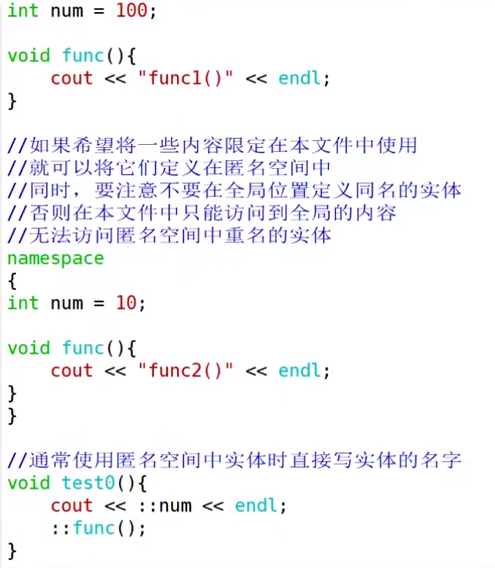 int num = 100;
void func(){
    cout << "func1()" << endl;
}
//如果希望将一些内容限定在本文件中使用
//就可以将它们定义在匿名空间中
//同时，要注意不要在全局位置定义同名的实体
//否则在本文件中只能访问到全局的内容
//无法访问匿名空间中重名的实体
namespace
{
int num = 10;
void func(){
    cout << "func2()" << endl;
}
}
//通常使用匿名空间中实体时直接写实体的名字
void test0(){
    cout << ::num << endl;
    ::func();
}